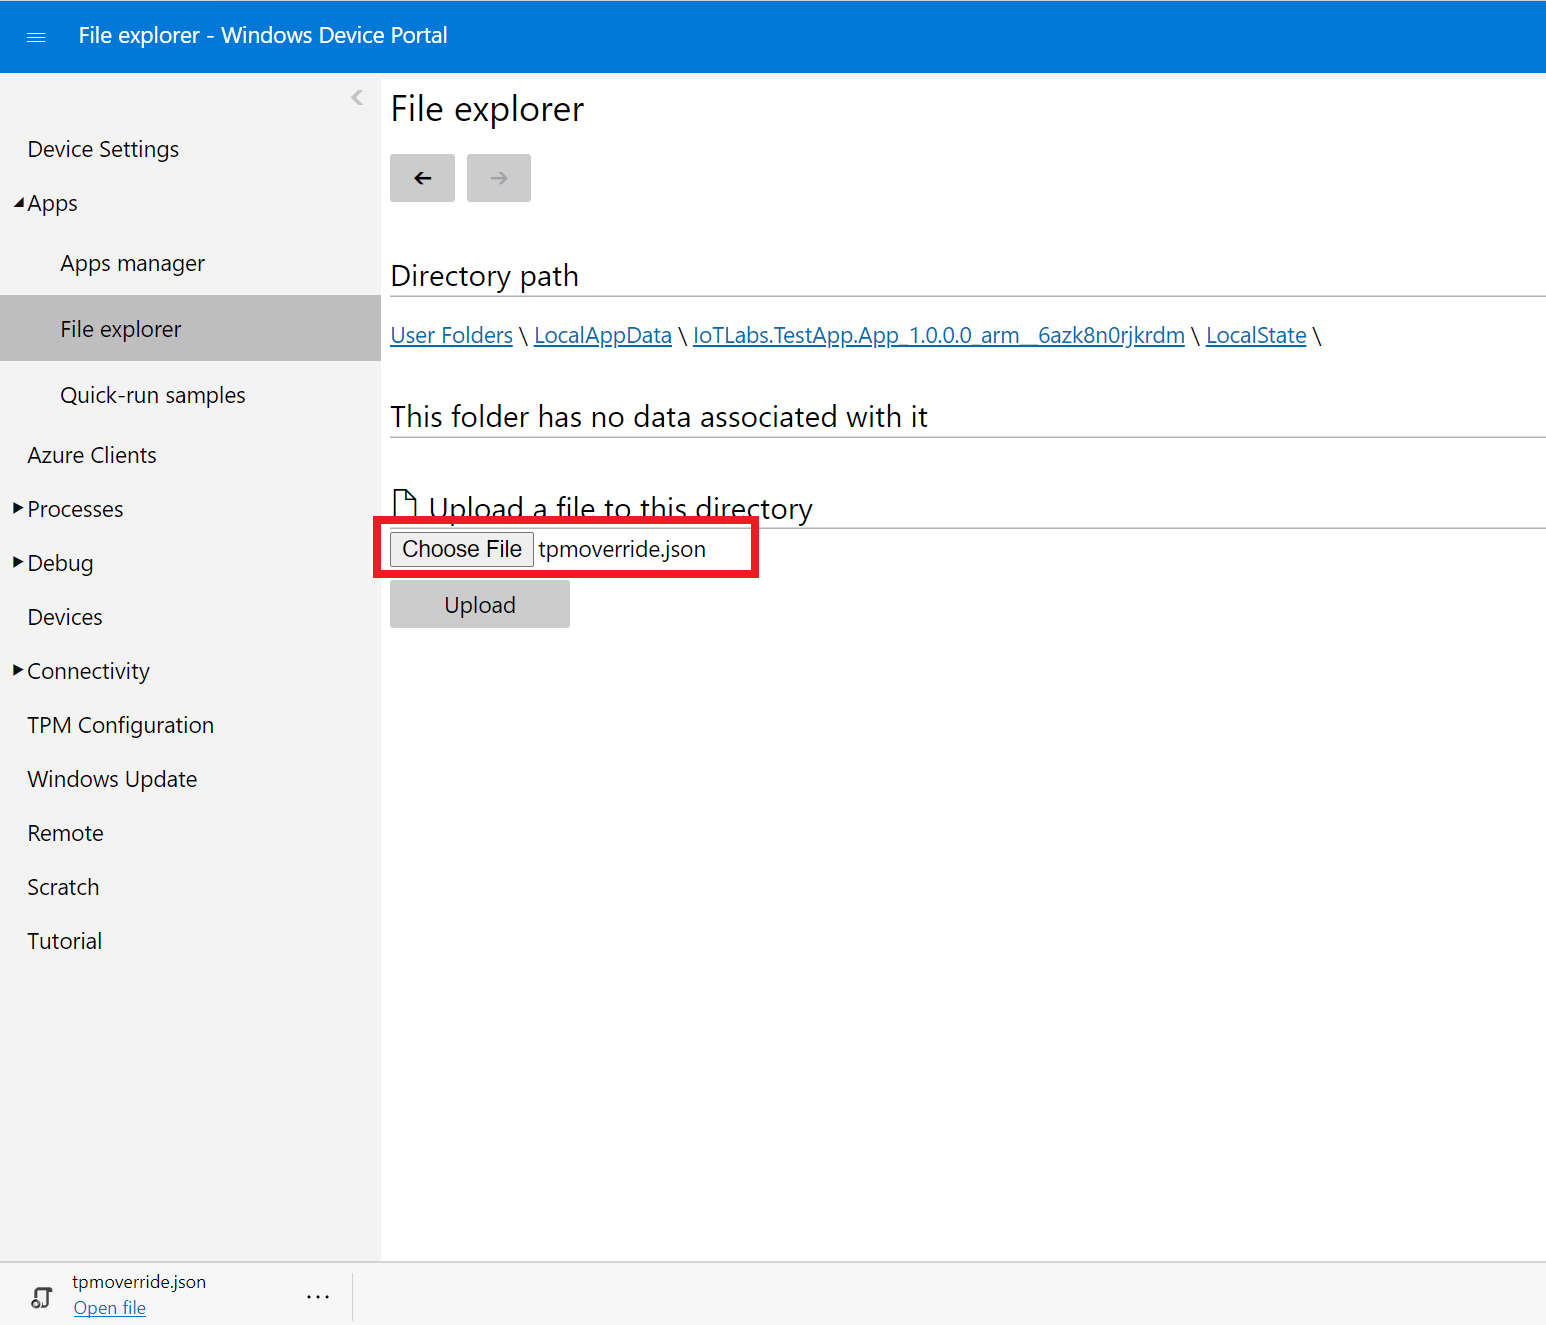 File explorer - Windows Device Portal
Device Settings
Apps
Apps manager
File explorer
Quick-run samples
Azure Clients
Processes
Debug
Devices
Connectivity
TPM Configuration
Windows Update
Remote
Scratch
Tutorial
File explorer
Directory path
User Folders \ LocalAppData \ IoTLabs.TestApp.App_1.0.0.0_arm__6azk8n0rjkrdm \ LocalState \
This folder has no data associated with it
Upload a file to this directory
Choose File tpmoverride.json
Upload
tpmoverride.json
Open file